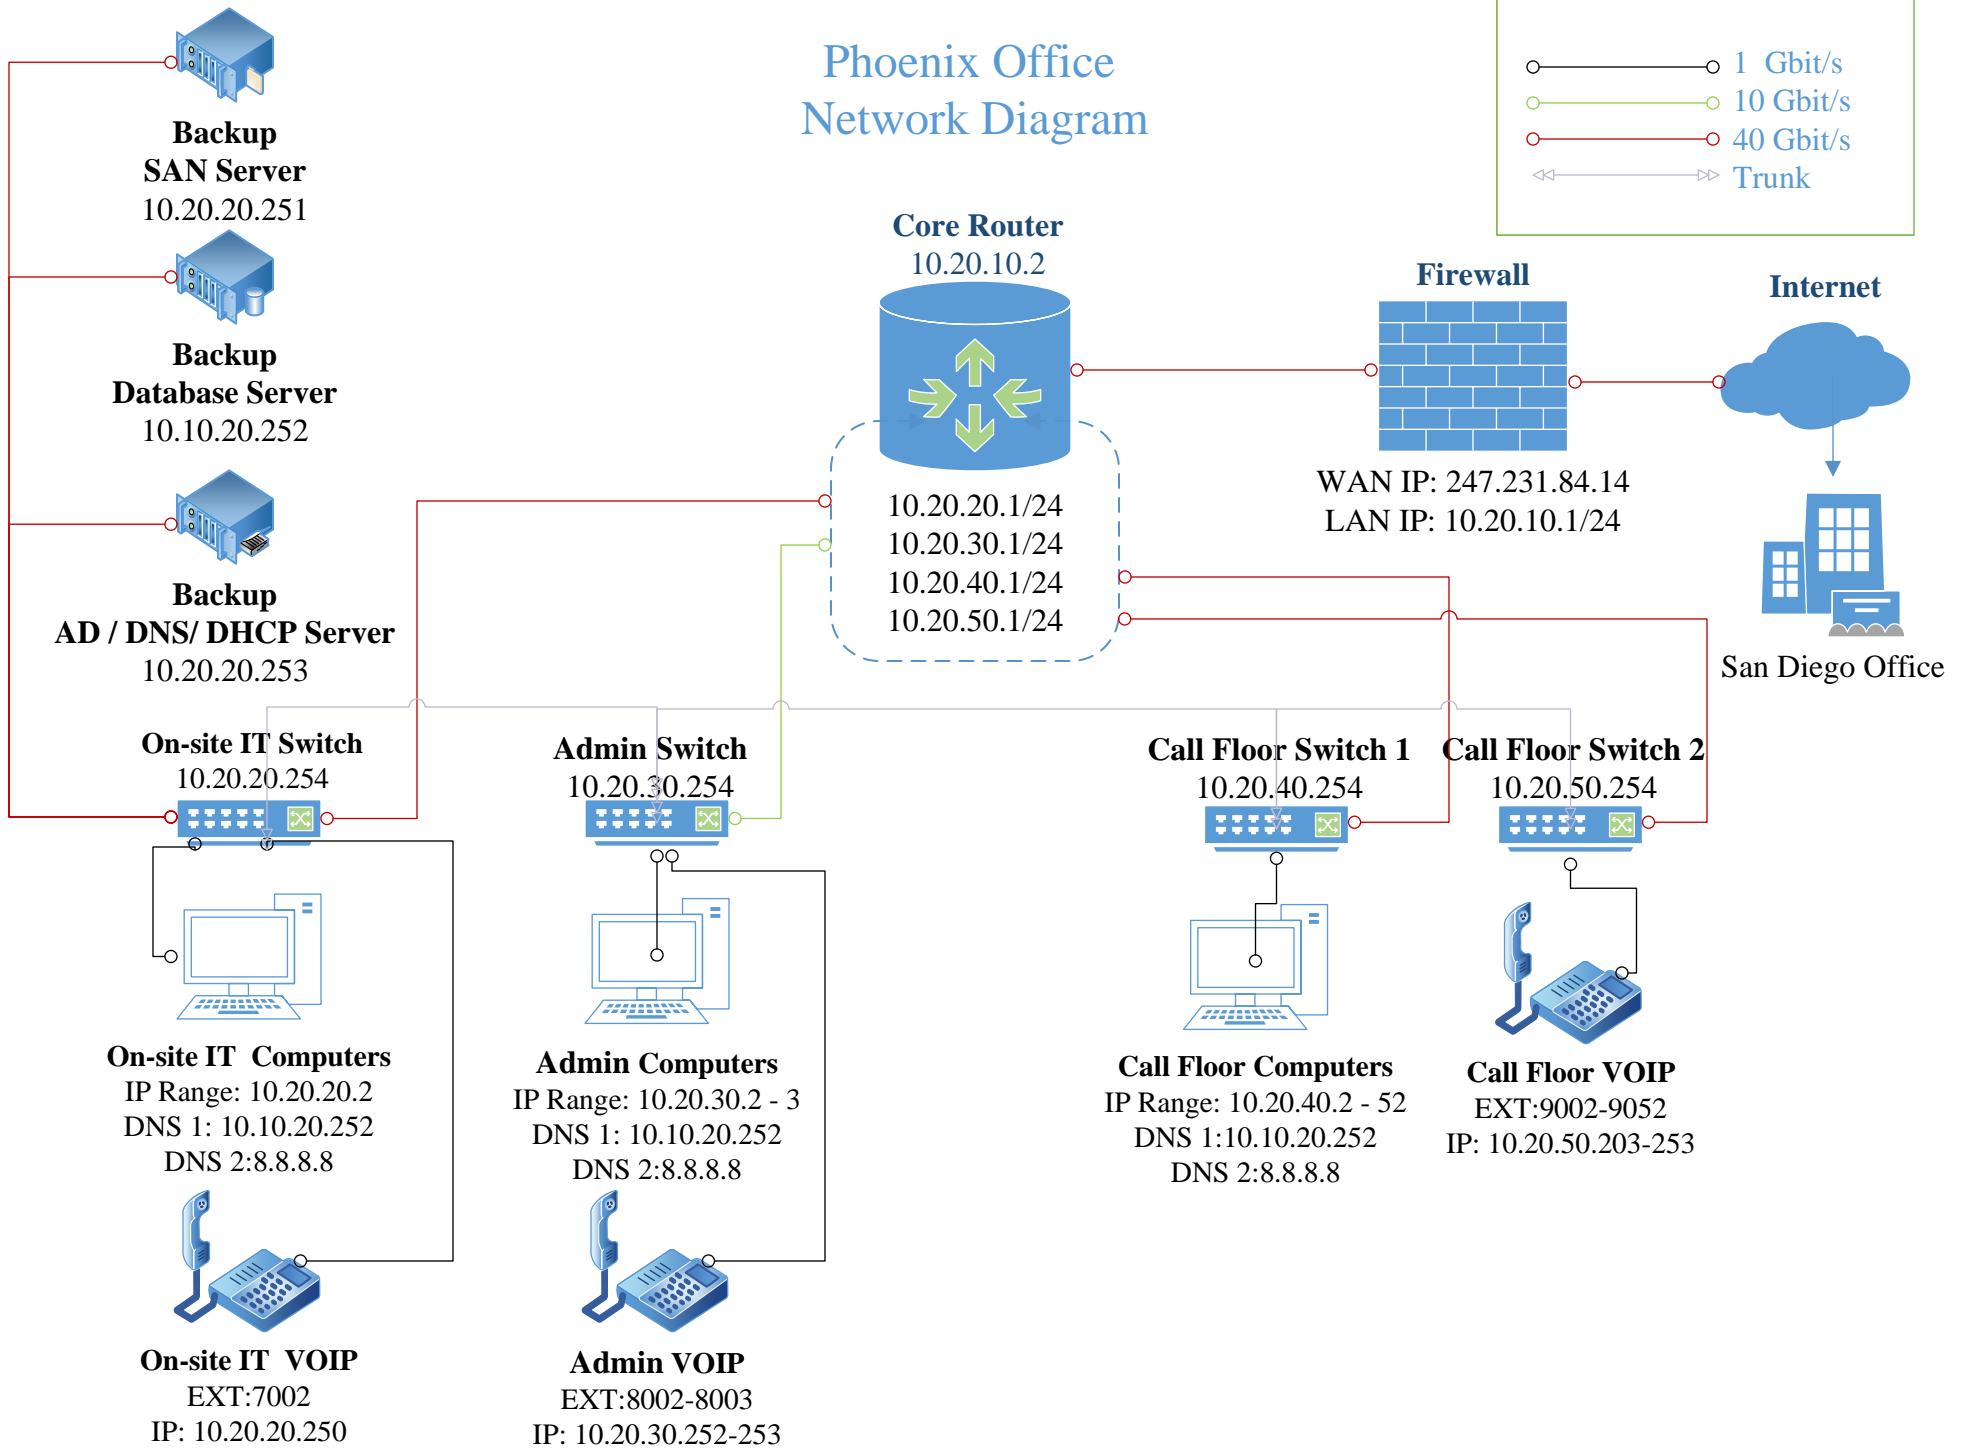 Phoenix Office
Network Diagram
1 Gbit/s
10 Gbit/s
40 Gbit/s
Trunk
Backup
SAN Server
10.20.20.251
Backup
Database Server
10.10.20.252
Backup
AD / DNS/ DHCP Server
10.20.20.253
Core Router
10.20.10.2
10.20.20.1/24
10.20.30.1/24
10.20.40.1/24
10.20.50.1/24
Firewall
WAN IP: 247.231.84.14
LAN IP: 10.20.10.1/24
Internet
San Diego Office
On-site IT Switch
10.20.20.254
Admin Switch
10.20.30.254
Call Floor Switch 1
10.20.40.254
Call Floor Switch 2
10.20.50.254
On-site IT Computers
IP Range: 10.20.20.2
DNS 1: 10.10.20.252
DNS 2:8.8.8.8
Admin Computers
IP Range: 10.20.30.2 - 3
DNS 1: 10.10.20.252
DNS 2:8.8.8.8
Call Floor Computers
IP Range: 10.20.40.2 - 52
DNS 1:10.10.20.252
DNS 2:8.8.8.8
Call Floor VOIP
EXT:9002-9052
IP: 10.20.50.203-253
On-site IT VOIP
EXT:7002
IP: 10.20.20.250
Admin VOIP
EXT:8002-8003
IP: 10.20.30.252-253